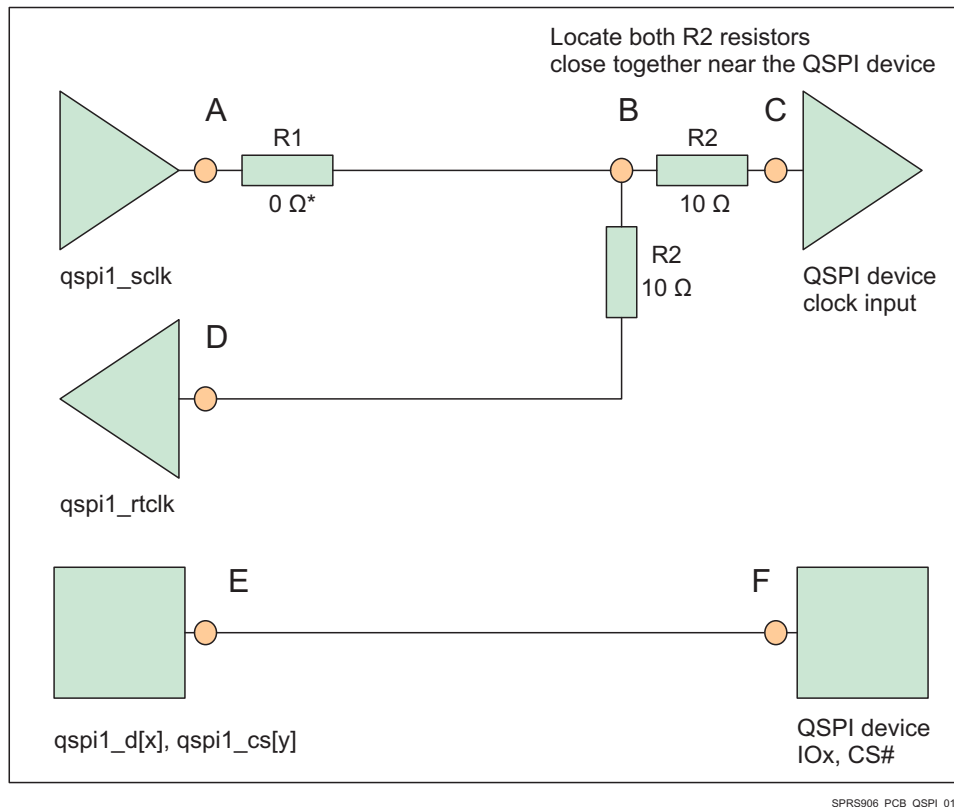 Locate both R2 resistors
close together near the QSPI device
A
R1
0 Ω*
B
R2
10 Ω
C
qspi1_sclk
R2
10 Ω
QSPI device
clock input
D
qspi1_rtclk
E
F
qspi1_d[x], qspi1_cs[y]
QSPI device
IOx, CS#
SPRS906_PCB_QSPI_01